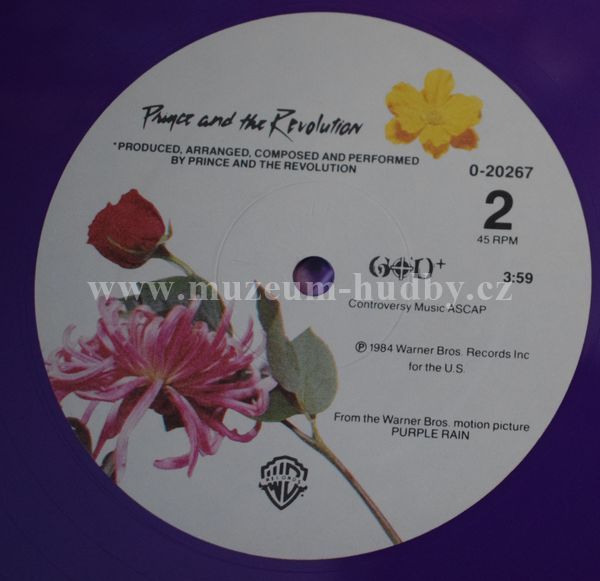 Prince and the Revolution
*PRODUCED, ARRANGED, COMPOSED AND PERFORMED
BY PRINCE AND THE REVOLUTION
0-20267
2
45 RPM
GOD+
3:59
www.muzeum-hudby.cz
Controversy Music ASCAP
℗ 1984 Warner Bros. Records Inc
for the U.S.
From the Warner Bros. motion picture
PURPLE RAIN
WB
RECORDS